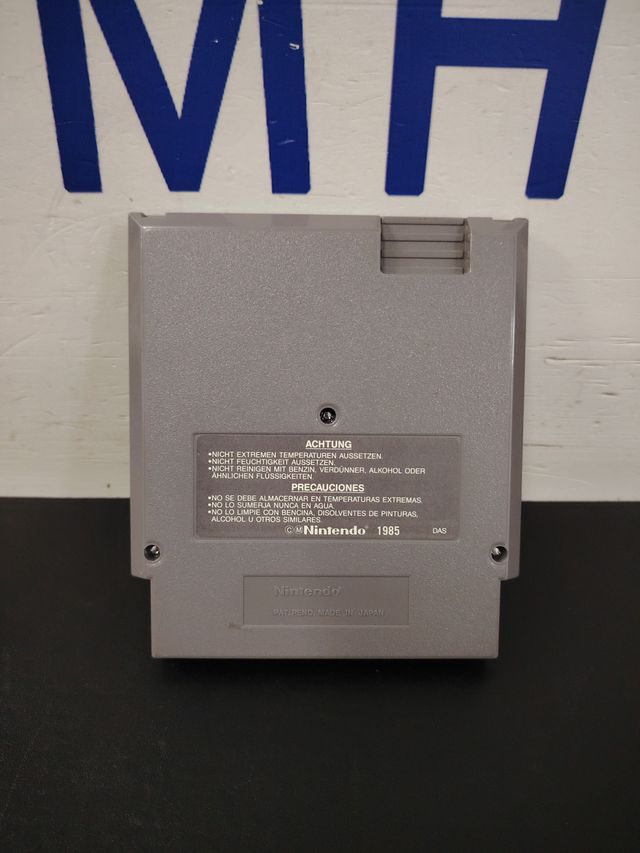 MH
ACHTUNG
•NICHT EXTREMEN TEMPERATUREN AUSSETZEN.
•NICHT FEUCHTIGKEIT AUSSETZEN.
•NICHT REINIGEN MIT BENZIN, VERDÜNNER, ALKOHOL ODER
ÄHNLICHEN FLÜSSIGKEITEN.
PRECAUCIONES
•NO SE DEBE ALMACERNAR EN TEMPERATURAS EXTREMAS.
•NO LO SUMERJA NUNCA EN AGUA.
•NO LO LIMPIE CON BENCINA, DISOLVENTES DE PINTURAS,
ALCOHOL U OTROS SIMILARES.
©Ⓜ Nintendo® 1985 DAS
Nintendo®
PAT. PEND. MADE IN JAPAN